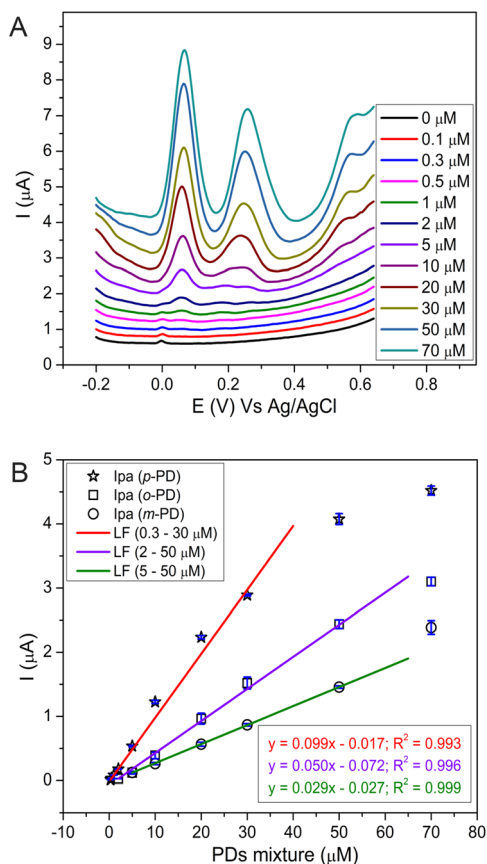 A
9
8
7
6
5
4
3
2
1
0
I (μA)
0 μM
0.1 μM
0.3 μM
0.5 μM
1 μM
2 μM
5 μM
10 μM
20 μM
30 μM
50 μM
70 μM
-0.2 0.0 0.2 0.4 0.6 0.8
E (V) Vs Ag/AgCl
B
5
4
3
2
1
0
I (μA)
Ipa (p-PD)
Ipa (o-PD)
Ipa (m-PD)
LF (0.3 - 30 μM)
LF (2 - 50 μM)
LF (5 - 50 μM)
y = 0.099x - 0.017; R² = 0.993
y = 0.050x - 0.072; R² = 0.996
y = 0.029x - 0.027; R² = 0.999
-10 0 10 20 30 40 50 60 70 80
PDs mixture (μM)